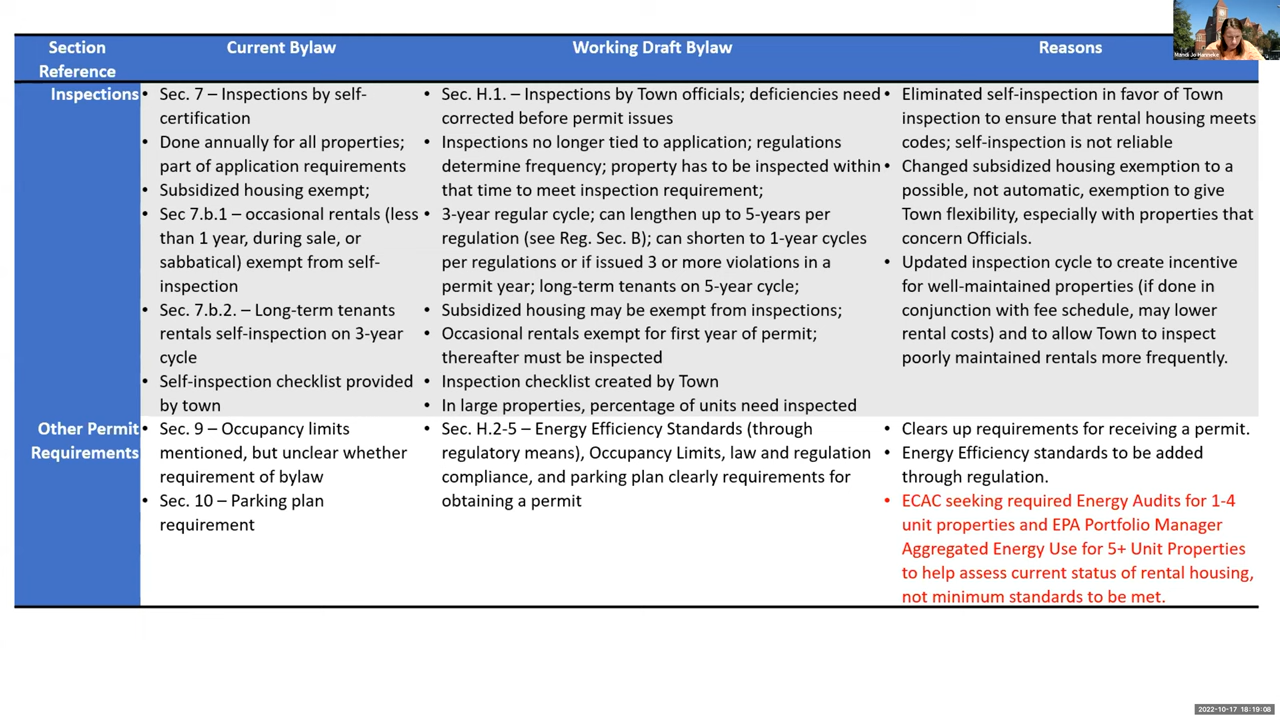 Section
Reference
Current Bylaw
Working Draft Bylaw
Reasons
Inspections
• Sec. 7 – Inspections by self-
certification
• Done annually for all properties;
part of application requirements
• Subsidized housing exempt;
• Sec 7.b.1 – occasional rentals (less
than 1 year, during sale, or
sabbatical) exempt from self-
inspection
• Sec. 7.b.2. – Long-term tenants
rentals self-inspection on 3-year
cycle
• Self-inspection checklist provided
by town
• Sec. H.1. – Inspections by Town officials; deficiencies need
corrected before permit issues
• Inspections no longer tied to application; regulations
determine frequency; property has to be inspected within
that time to meet inspection requirement;
• 3-year regular cycle; can lengthen up to 5-years per
regulation (see Reg. Sec. B); can shorten to 1-year cycles
per regulations or if issued 3 or more violations in a
permit year; long-term tenants on 5-year cycle;
• Subsidized housing may be exempt from inspections;
• Occasional rentals exempt for first year of permit;
thereafter must be inspected
• Inspection checklist created by Town
• In large properties, percentage of units need inspected
• Eliminated self-inspection in favor of Town
inspection to ensure that rental housing meets
codes; self-inspection is not reliable
• Changed subsidized housing exemption to a
possible, not automatic, exemption to give
Town flexibility, especially with properties that
concern Officials.
• Updated inspection cycle to create incentive
for well-maintained properties (if done in
conjunction with fee schedule, may lower
rental costs) and to allow Town to inspect
poorly maintained rentals more frequently.
Other Permit
Requirements
• Sec. 9 – Occupancy limits
mentioned, but unclear whether
requirement of bylaw
• Sec. 10 – Parking plan
requirement
• Sec. H.2-5 – Energy Efficiency Standards (through
regulatory means), Occupancy Limits, law and regulation
compliance, and parking plan clearly requirements for
obtaining a permit
• Clears up requirements for receiving a permit.
• Energy Efficiency standards to be added
through regulation.
• ECAC seeking required Energy Audits for 1-4
unit properties and EPA Portfolio Manager
Aggregated Energy Use for 5+ Unit Properties
to help assess current status of rental housing,
not minimum standards to be met.
Mandi Jo Hanneke
2022-10-17 18:19:08